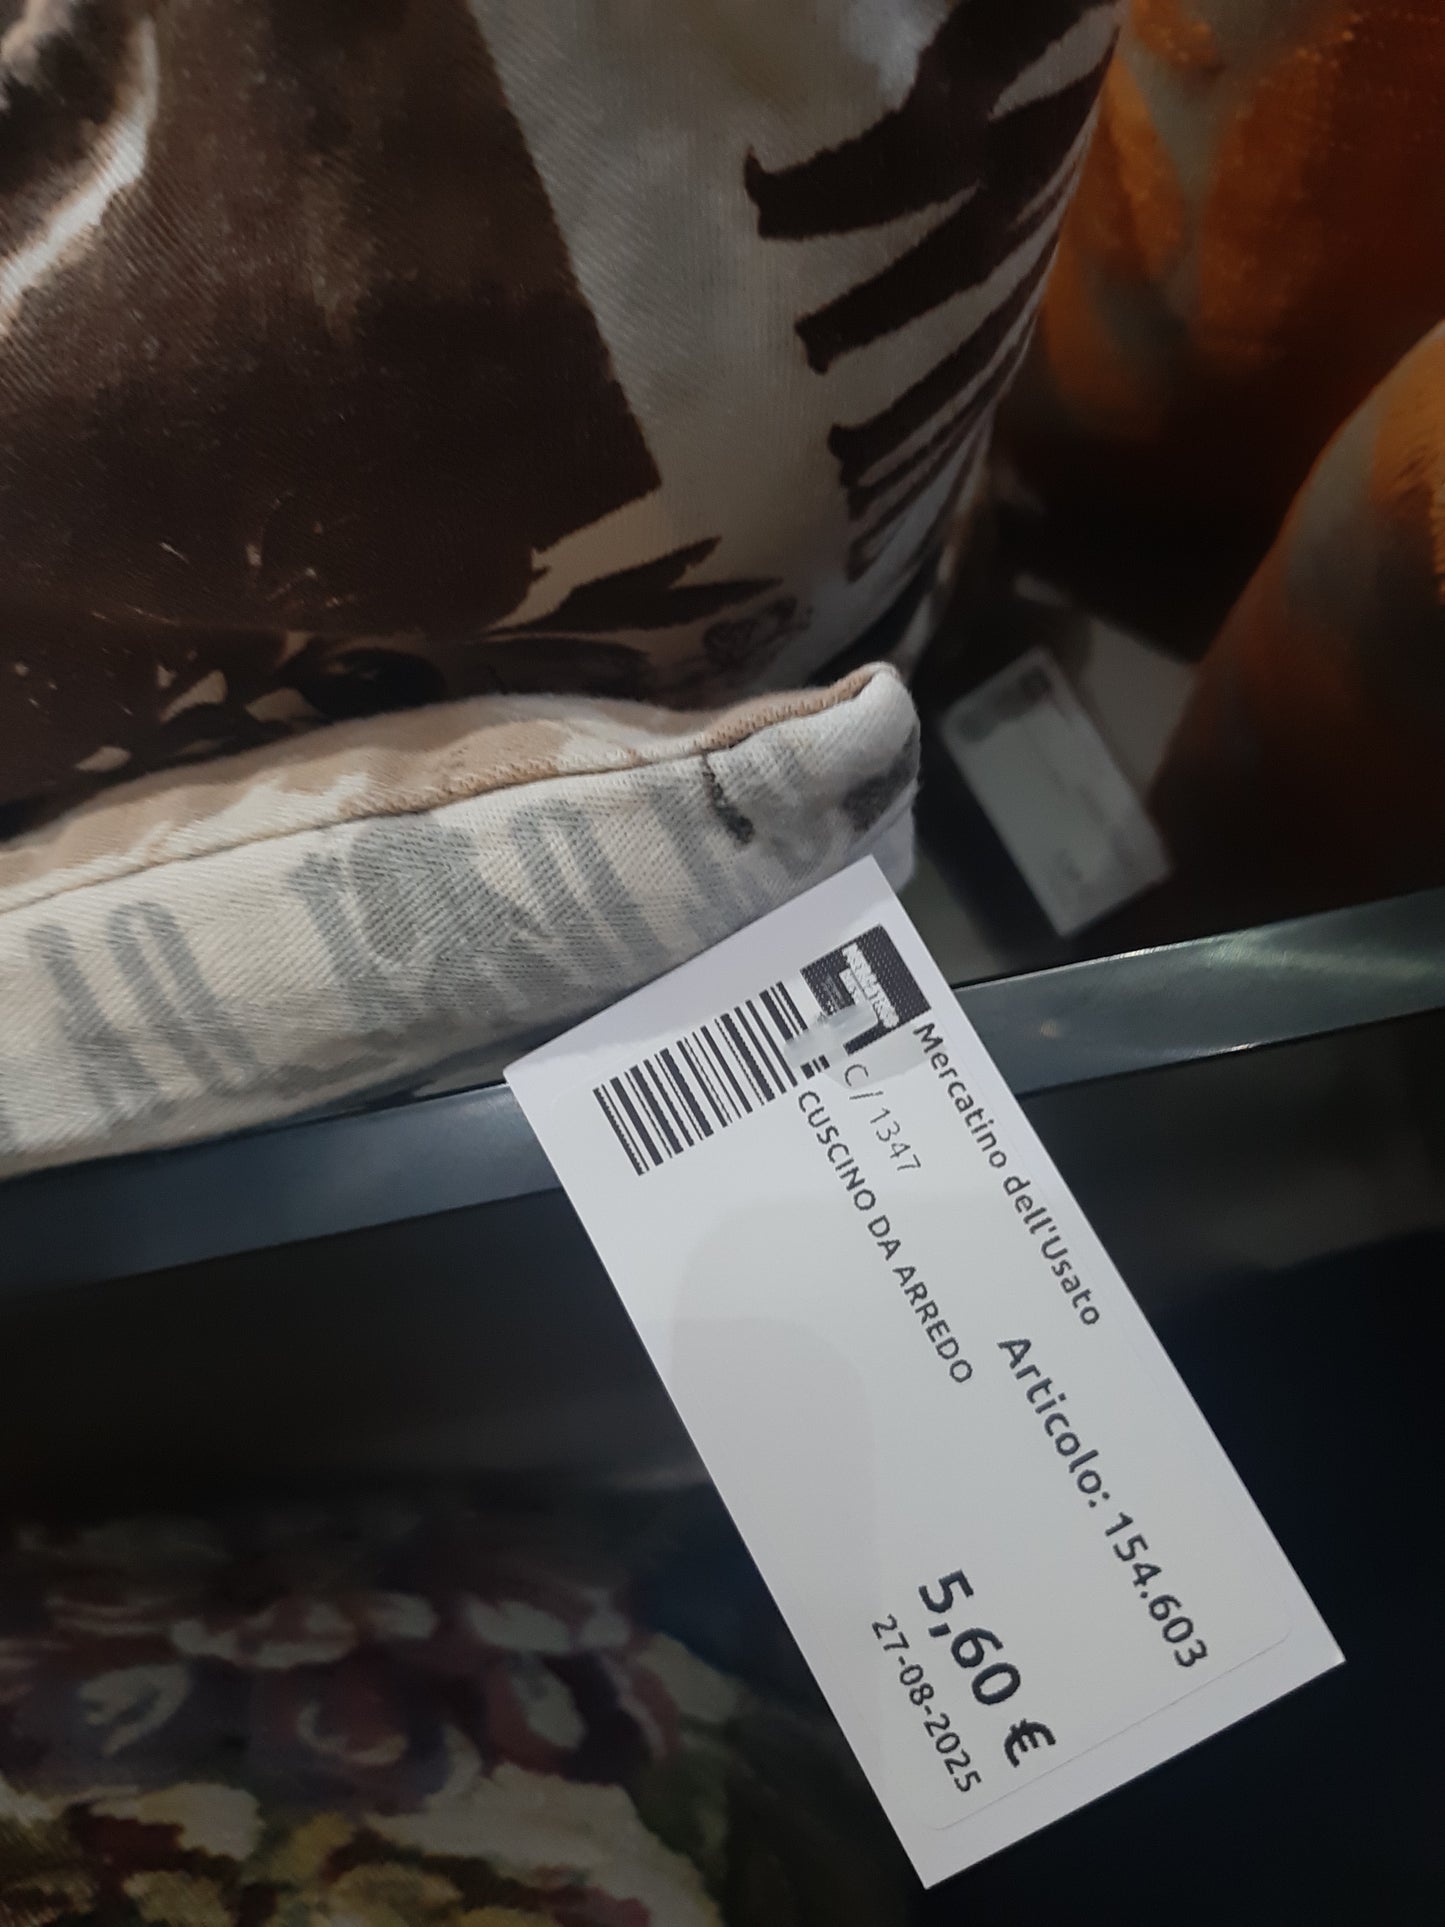 Mercatino dell'Usato
Articolo: 154.603
C/1347
CUSCINO DA ARREDO
5,60 €
27-08-2025